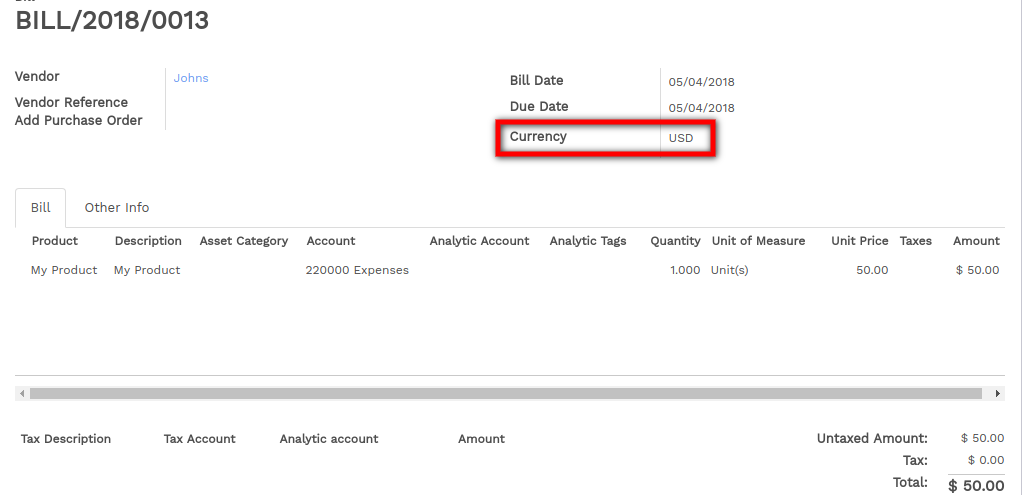 BILL/2018/0013
Vendor Johns
Vendor Reference
Add Purchase Order
Bill Date 05/04/2018
Due Date 05/04/2018
Currency USD
Bill Other Info
Product Description Asset Category Account Analytic Account Analytic Tags Quantity Unit of Measure Unit Price Taxes Amount
My Product My Product 220000 Expenses 1.000 Unit(s) 50.00 $ 50.00
Tax Description Tax Account Analytic account Amount
Untaxed Amount: $ 50.00
Tax: $ 0.00
Total: $ 50.00